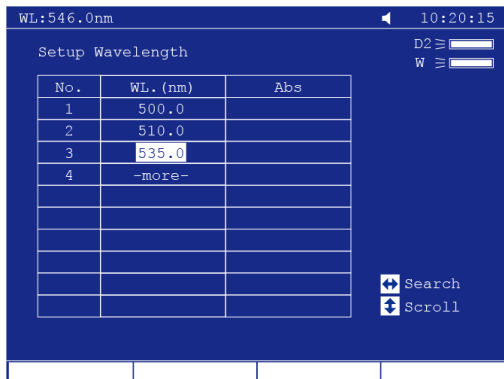 WL:546.0nm 10:20:15
D2
W
Setup Wavelength
No. WL.(nm) Abs
1 500.0
2 510.0
3 535.0
4 -more-
Search
Scroll